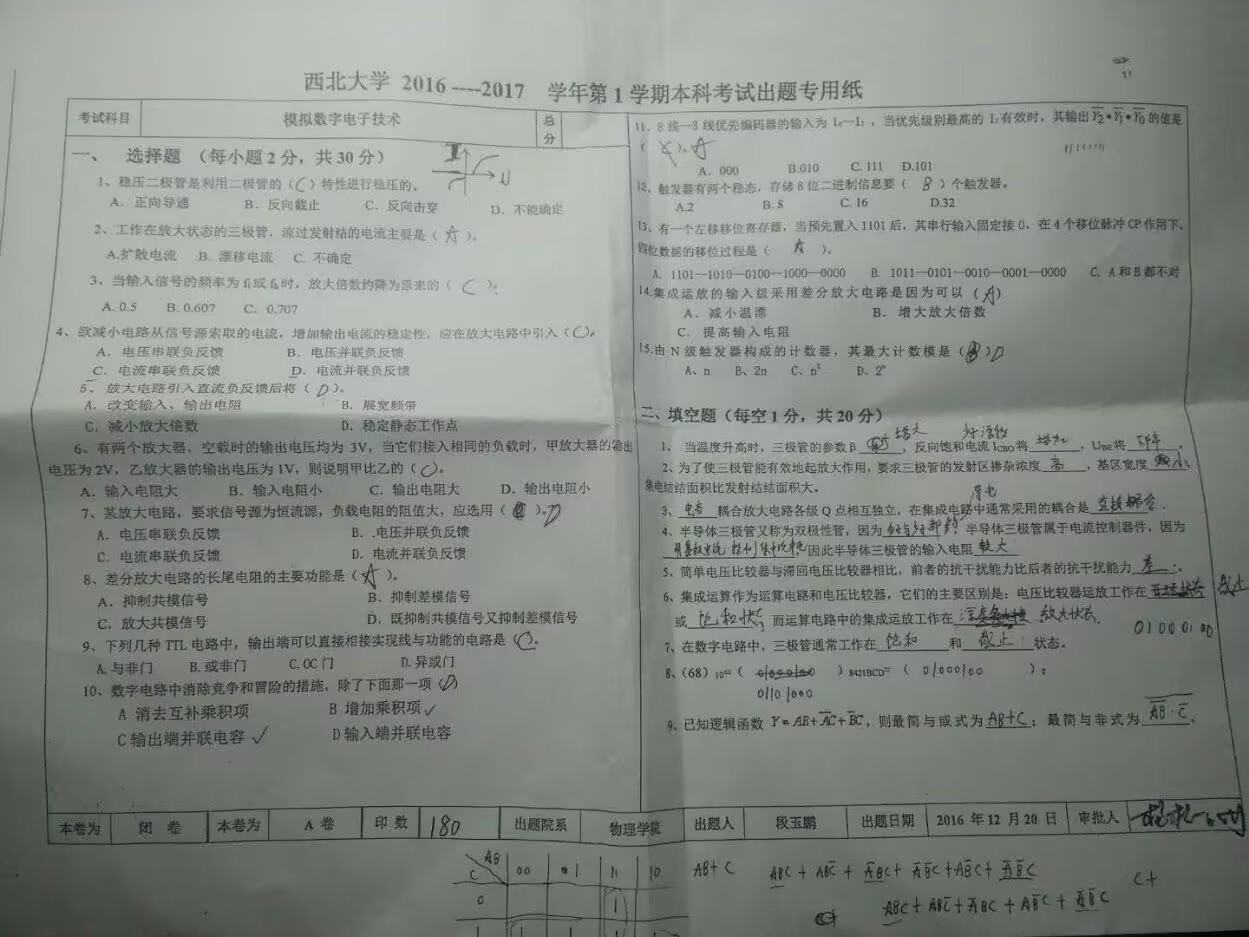 西北大学 2016 ----2017 学年第 1 学期本科考试出题专用纸
考试科目
模拟数字电子技术
总分
一、 选择题 （每小题 2 分，共 30 分）
1、稳压二极管是利用二极管的（C）特性进行稳压的。
A. 正向导通 B. 反向截止 C. 反向击穿 D. 不能确定
2、工作在放大状态的三极管，流过发射结的电流主要是（ A ）。
A.扩散电流 B. 漂移电流 C. 不确定
3、当输入信号的频率为 fL或 fH时，放大倍数约降为原来的（ C ）：
A. 0.5 B. 0.607 C. 0.707
4、欲减小电路从信号源索取的电流，增加输出电流的稳定性，应在放大电路中引入（C）。
A. 电压串联负反馈 B. 电压并联负反馈
C. 电流串联负反馈 D. 电流并联负反馈
5、 放大电路引入直流负反馈后将（ D ）。
A. 改变输入、输出电阻 B. 展宽频带
C. 减小放大倍数 D. 稳定静态工作点
6、有两个放大器，空载时的输出电压均为 3V，当它们接入相同的负载时，甲放大器的输出
电压为 2V，乙放大器的输出电压为 1V，则说明甲比乙的（ ）。
A. 输入电阻大 B. 输入电阻小 C. 输出电阻大 D. 输出电阻小
7、某放大电路，要求信号源为恒流源，负载电阻的阻值大，应选用（ ）。D
A. 电压串联负反馈 B. 电压并联负反馈
C. 电流串联负反馈 D. 电流并联负反馈
8、差分放大电路的长尾电阻的主要功能是（A）。
A. 抑制共模信号 B. 抑制差模信号
C. 放大共模信号 D. 既抑制共模信号又抑制差模信号
9、下列几种 TTL 电路中，输出端可以直接相接实现线与功能的电路是（C）。
A.与非门 B.或非门 C.OC 门 D.异或门
10、数字电路中消除竞争和冒险的措施，除了下面那一项（D）
A 消去互补乘积项 B 增加乘积项✓
C 输出端并联电容✓ D 输入端并联电容
11、8 线—3 线优先编码器的输入为 I₀—I₇，当优先级别最高的 I₇有效时，其输出Y̅₂•Y̅₁•Y̅₀的值是
（ C ）。A
A. 000 B.010 C. 111 D.101
12、触发器有两个稳态，存储 8 位二进制信息要（ B ）个触发器。
A.2 B. 8 C. 16 D.32
13、有一个左移移位寄存器，当预先置入 1101 后，其串行输入固定接 0，在 4 个移位脉冲 CP 作用下，
四位数据的移位过程是（ A ）。
A. 1101—1010—0100—1000—0000 B. 1011—0101—0010—0001—0000 C. A 和 B 都不对
14.集成运放的输入级采用差分放大电路是因为可以（A）
A. 减小温漂 B. 增大放大倍数
C. 提高输入电阻
15.由 N 级触发器构成的计数器，其最大计数模是（ ）D
A、n B、2n C、n² D、2ⁿ
二、填空题（每空 1 分，共 20 分）
1、当温度升高时，三极管的参数 β 增大，反向饱和电流 ICBO将 增加，UBE将 下降。
2、为了使三极管能有效地起放大作用，要求三极管的发射区掺杂浓度 高，基区宽度 小，
集电结结面积比发射结结面积大。
3、 耦合放大电路各级 Q 点相互独立，在集成电路中通常采用的耦合是 直接耦合．
4、半导体三极管又称为双极性管，因为 半导体三极管属于电流控制器件，因为
因此半导体三极管的输入电阻 较大
5、简单电压比较器与滞回电压比较器相比，前者的抗干扰能力比后者的抗干扰能力 差。
6、集成运算作为运算电路和电压比较器，它们的主要区别是：电压比较器运放工作在 截止
或 饱和状态，而运算电路中的集成运放工作在 放大状态.
01000100
7、在数字电路中，三极管通常工作在 饱和 和 截止 状态。
8、（68）10=（ 01000100 ）8421BCD=（ 01000100 ）；
01101000
9、已知逻辑函数 Y = AB + A̅C + B̅C，则最简与或式为 AB+C；最简与非式为 A̅B̅·C̅．
本卷为 闭 卷 本卷为 A 卷 印 数 180 出题院系 物理学院 出题人 段玉鹏 出题日期 2016 年 12 月 20 日 审批人
AB C 00 01 11 10
0 1
AB+C
ABC + ABC̅ + A̅BC + A̅B̅C + AB̅C + A̅B̅C
C+
ABC + ABC̅ + A̅BC + AB̅C + A̅B̅C